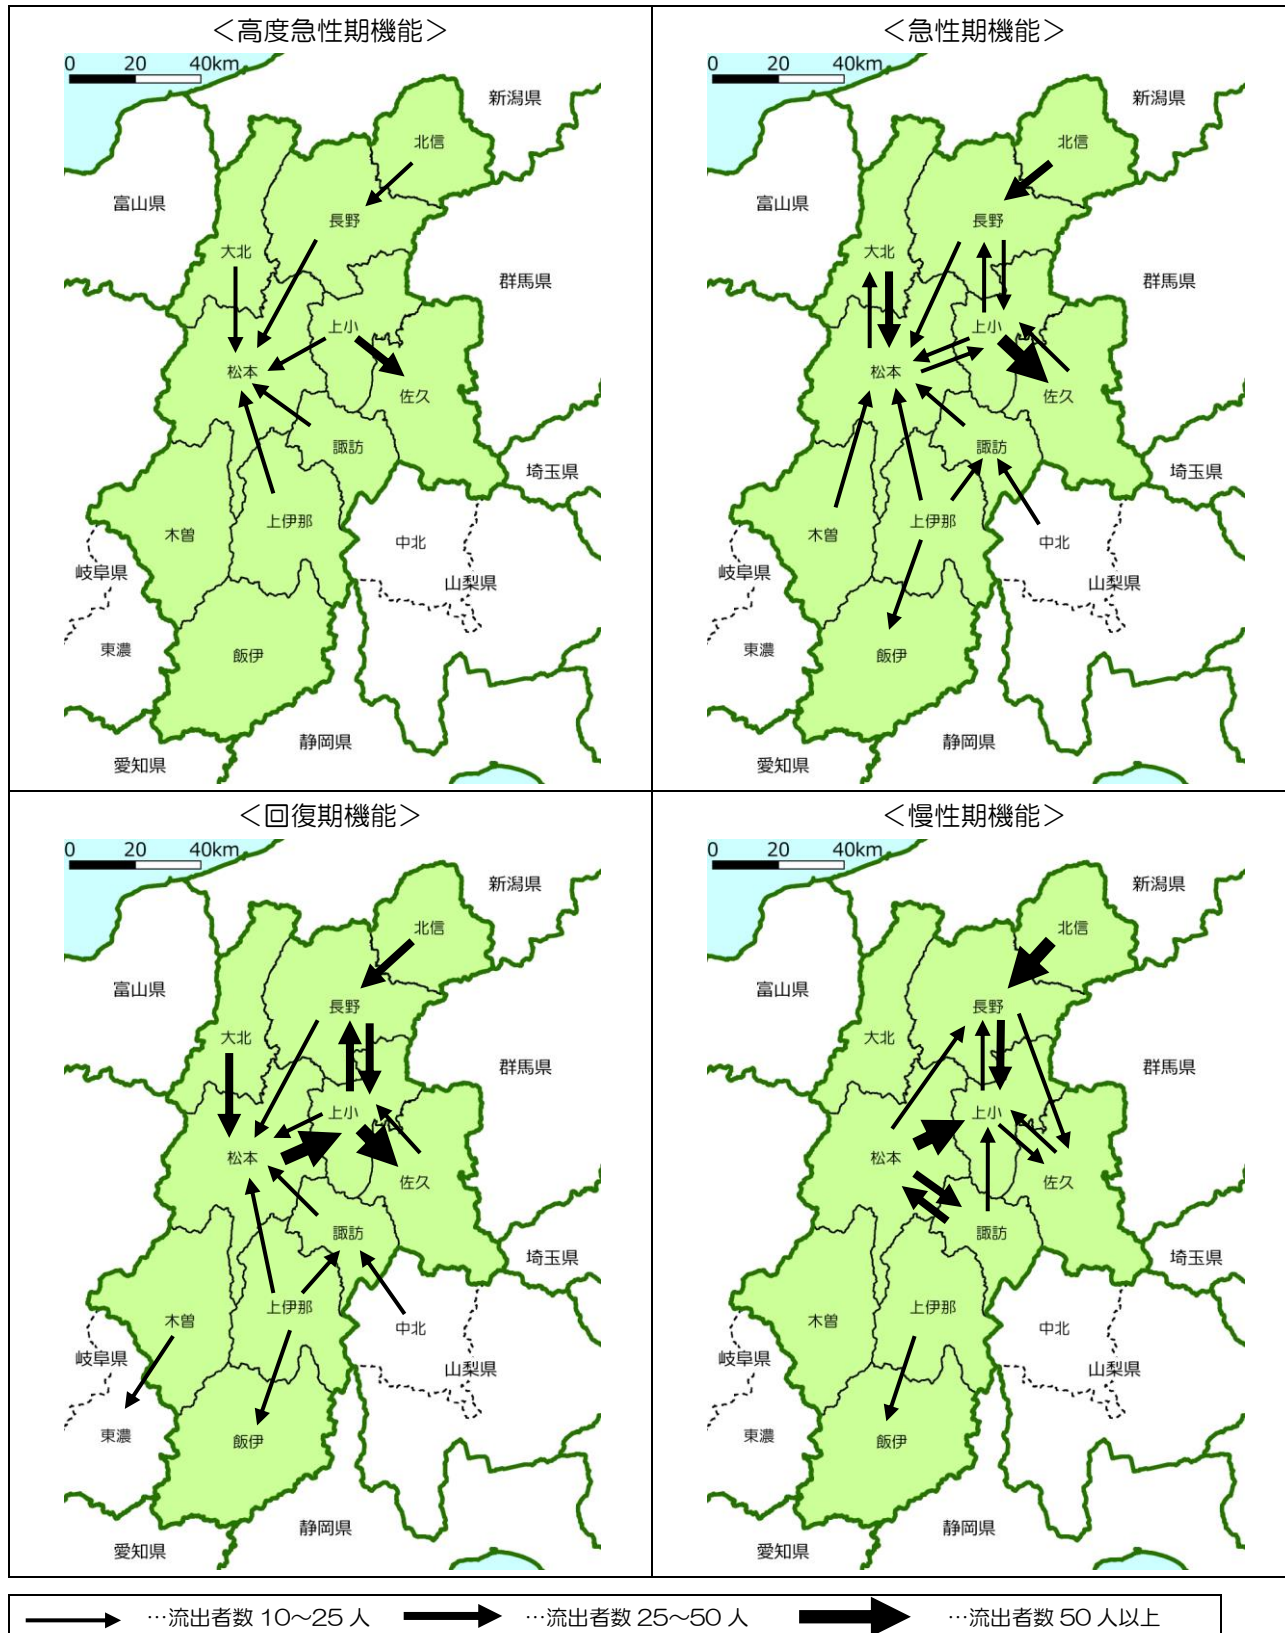 ＜高度急性期機能＞
0 20 40km
新潟県
北信
富山県
長野
大北
群馬県
上小
松本
佐久
諏訪
埼玉県
上伊那
木曽
中北
岐阜県
山梨県
東濃
飯伊
静岡県
愛知県
＜急性期機能＞
0 20 40km
新潟県
北信
富山県
長野
大北
群馬県
上小
松本
佐久
諏訪
埼玉県
上伊那
木曽
中北
岐阜県
山梨県
東濃
飯伊
静岡県
愛知県
＜回復期機能＞
0 20 40km
新潟県
北信
富山県
長野
大北
群馬県
上小
松本
佐久
諏訪
埼玉県
上伊那
木曽
中北
岐阜県
山梨県
東濃
飯伊
静岡県
愛知県
＜慢性期機能＞
0 20 40km
新潟県
北信
富山県
長野
大北
群馬県
上小
松本
佐久
諏訪
埼玉県
上伊那
木曽
中北
岐阜県
山梨県
東濃
飯伊
静岡県
愛知県
…流出者数 10～25 人 …流出者数 25～50 人 …流出者数 50 人以上